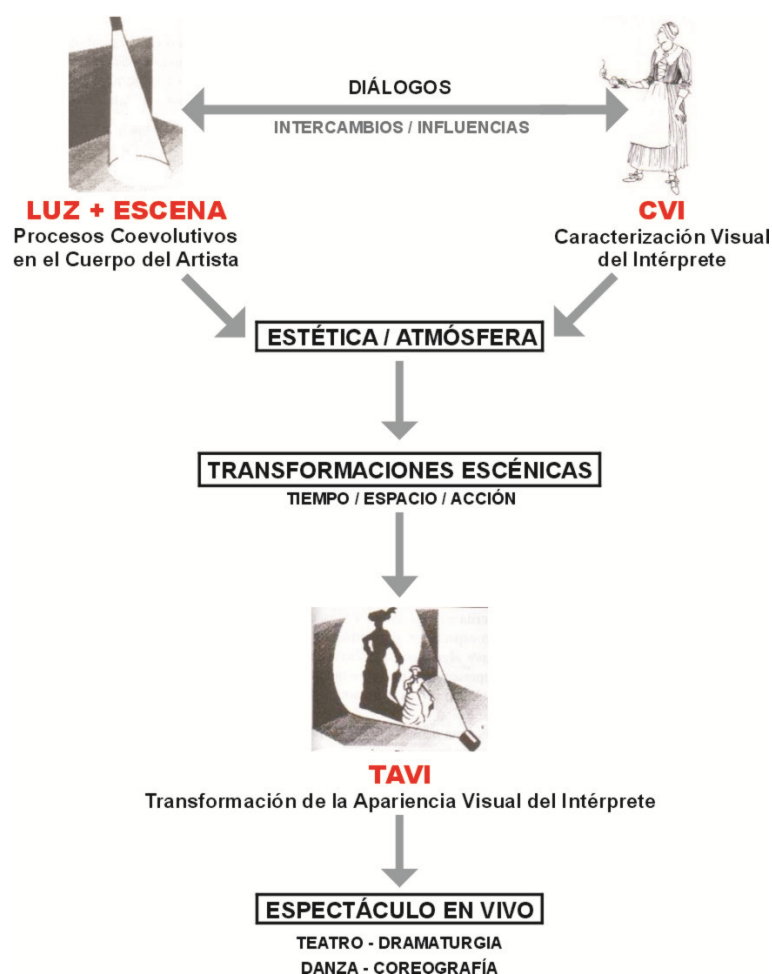 DIÁLOGOS
INTERCAMBIOS / INFLUENCIAS
LUZ + ESCENA
Procesos Coevolutivos
en el Cuerpo del Artista
CVI
Caracterización Visual
del Intérprete
ESTÉTICA / ATMÓSFERA
TRANSFORMACIONES ESCÉNICAS
TIEMPO / ESPACIO / ACCIÓN
TAVI
Transformación de la Apariencia Visual del Intérprete
ESPECTÁCULO EN VIVO
TEATRO - DRAMATURGIA
DANZA - COREOGRAFÍA